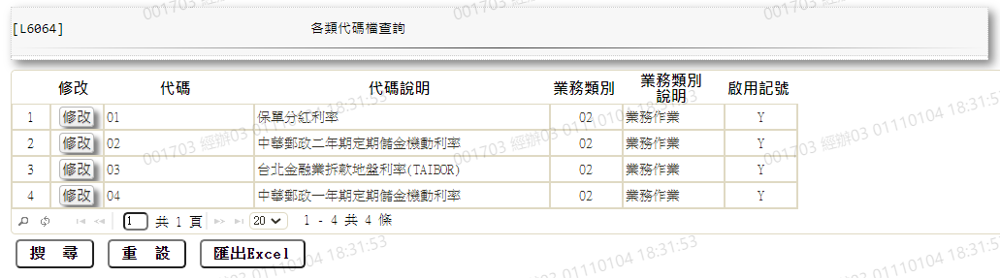 [L6064] 各類代碼檔查詢
修改 代碼 代碼說明 業務類別 業務類別說明 啟用記號
1 修改 01 保單分紅利率 02 業務作業 Y
2 修改 02 中華郵政二年期定期儲金機動利率 02 業務作業 Y
3 修改 03 台北金融業拆款地盤利率(TAIBOR) 02 業務作業 Y
4 修改 04 中華郵政一年期定期儲金機動利率 02 業務作業 Y
1 共 1 頁 20 1 - 4 共 4 條
搜 尋 重 設 匯出Excel
001703 經辦03 01110104 18:31:53